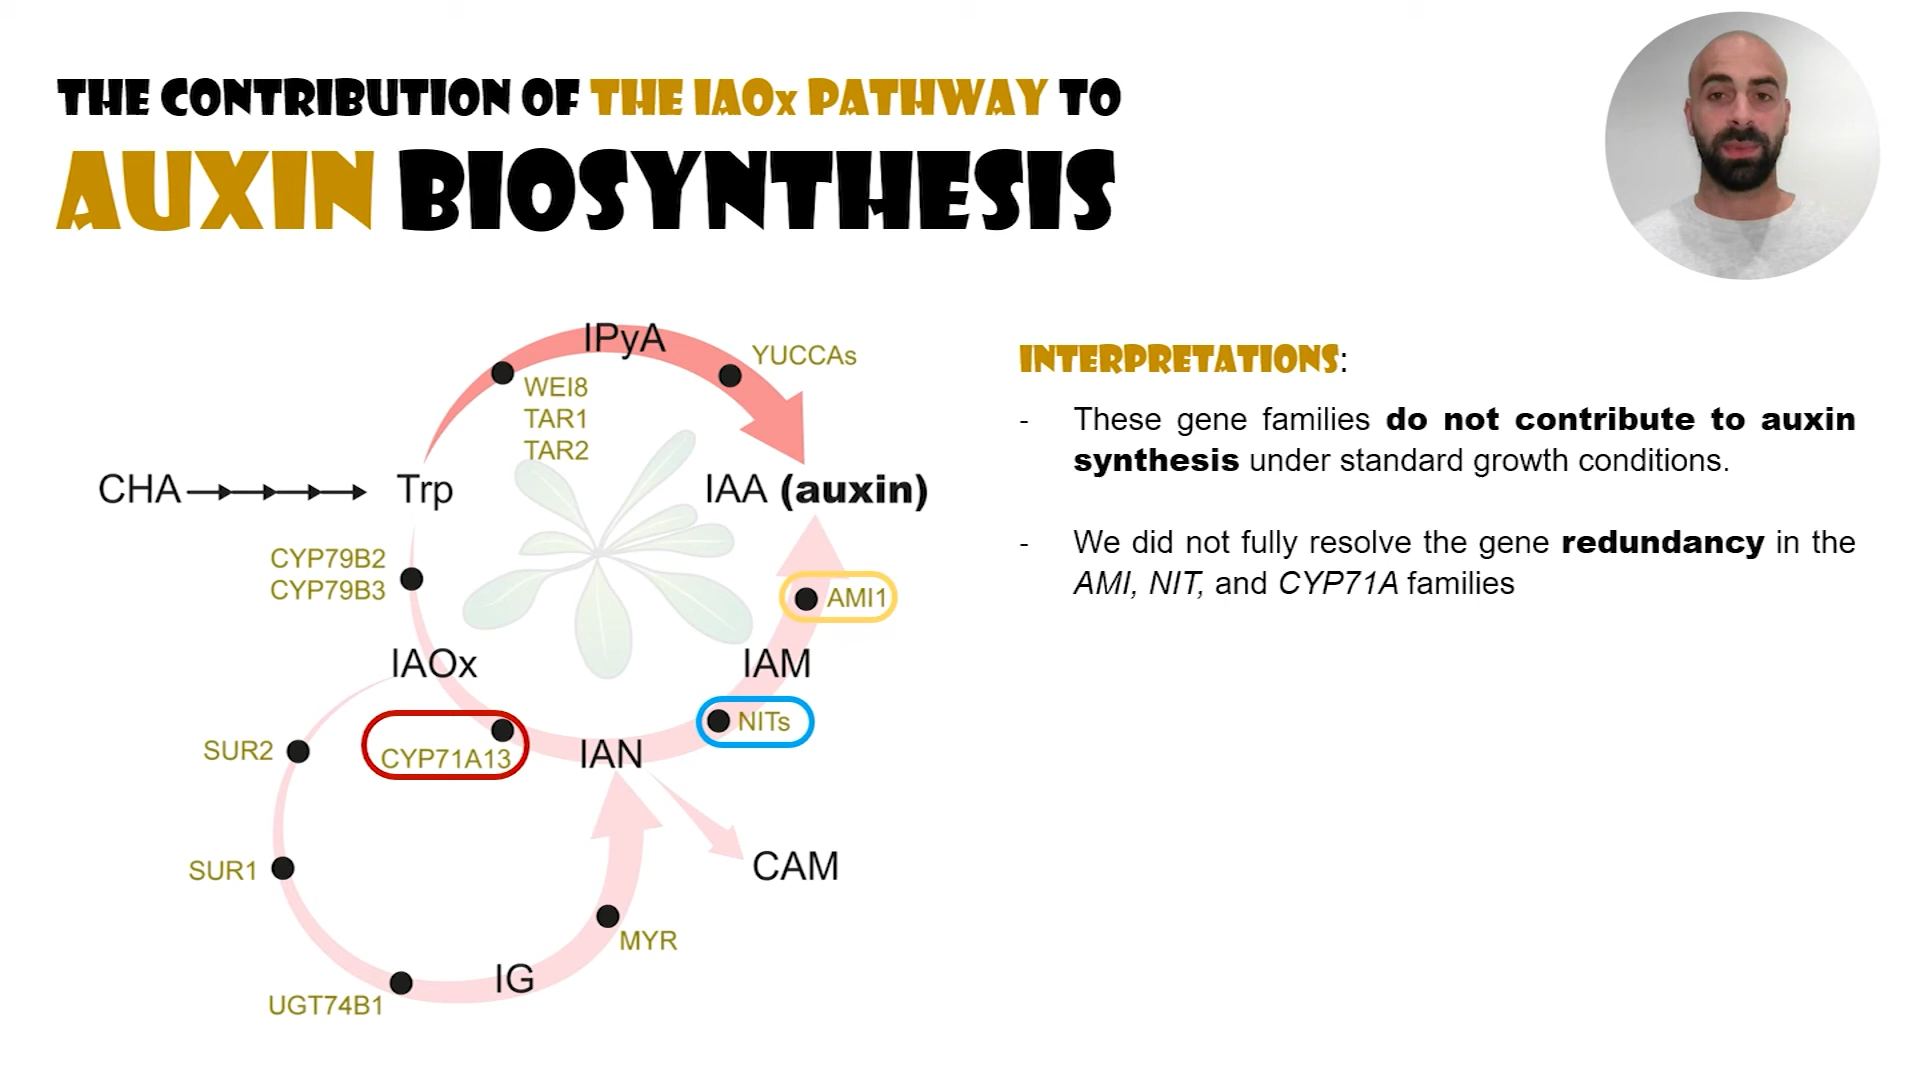 THE CONTRIBUTION OF THE IAOx PATHWAY TO
AUXIN BIOSYNTHESIS
IPyA
YUCCAs
WEI8
TAR1
TAR2
CHA
Trp
IAA (auxin)
CYP79B2
CYP79B3
AMI1
IAOx
IAM
NITs
SUR2
CYP71A13
IAN
SUR1
CAM
MYR
IG
UGT74B1
INTERPRETATIONS:
- These gene families do not contribute to auxin
synthesis under standard growth conditions.
- We did not fully resolve the gene redundancy in the
AMI, NIT, and CYP71A families